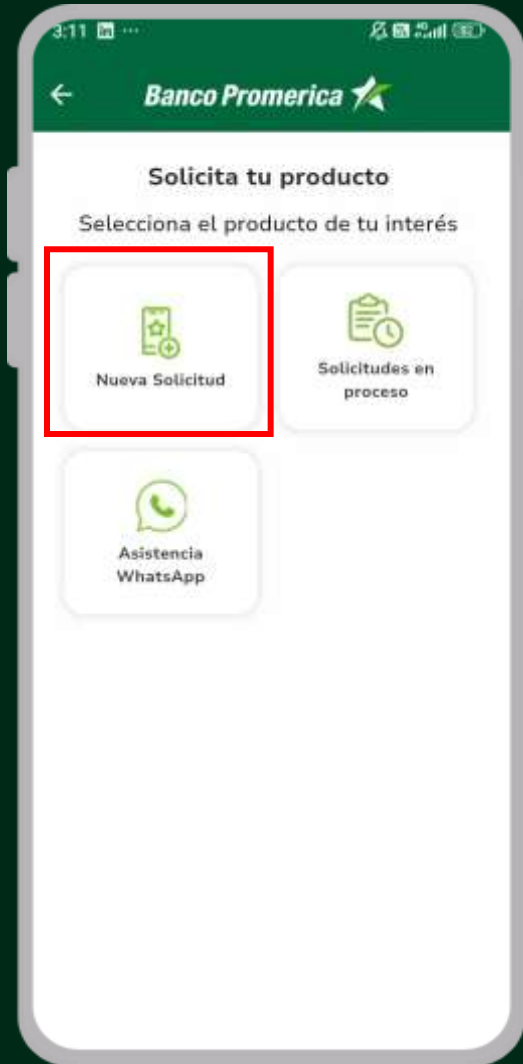 3:11
Banco Promerica
Solicita tu producto
Selecciona el producto de tu interés
Nueva Solicitud
Solicitudes en
proceso
Asistencia
WhatsApp